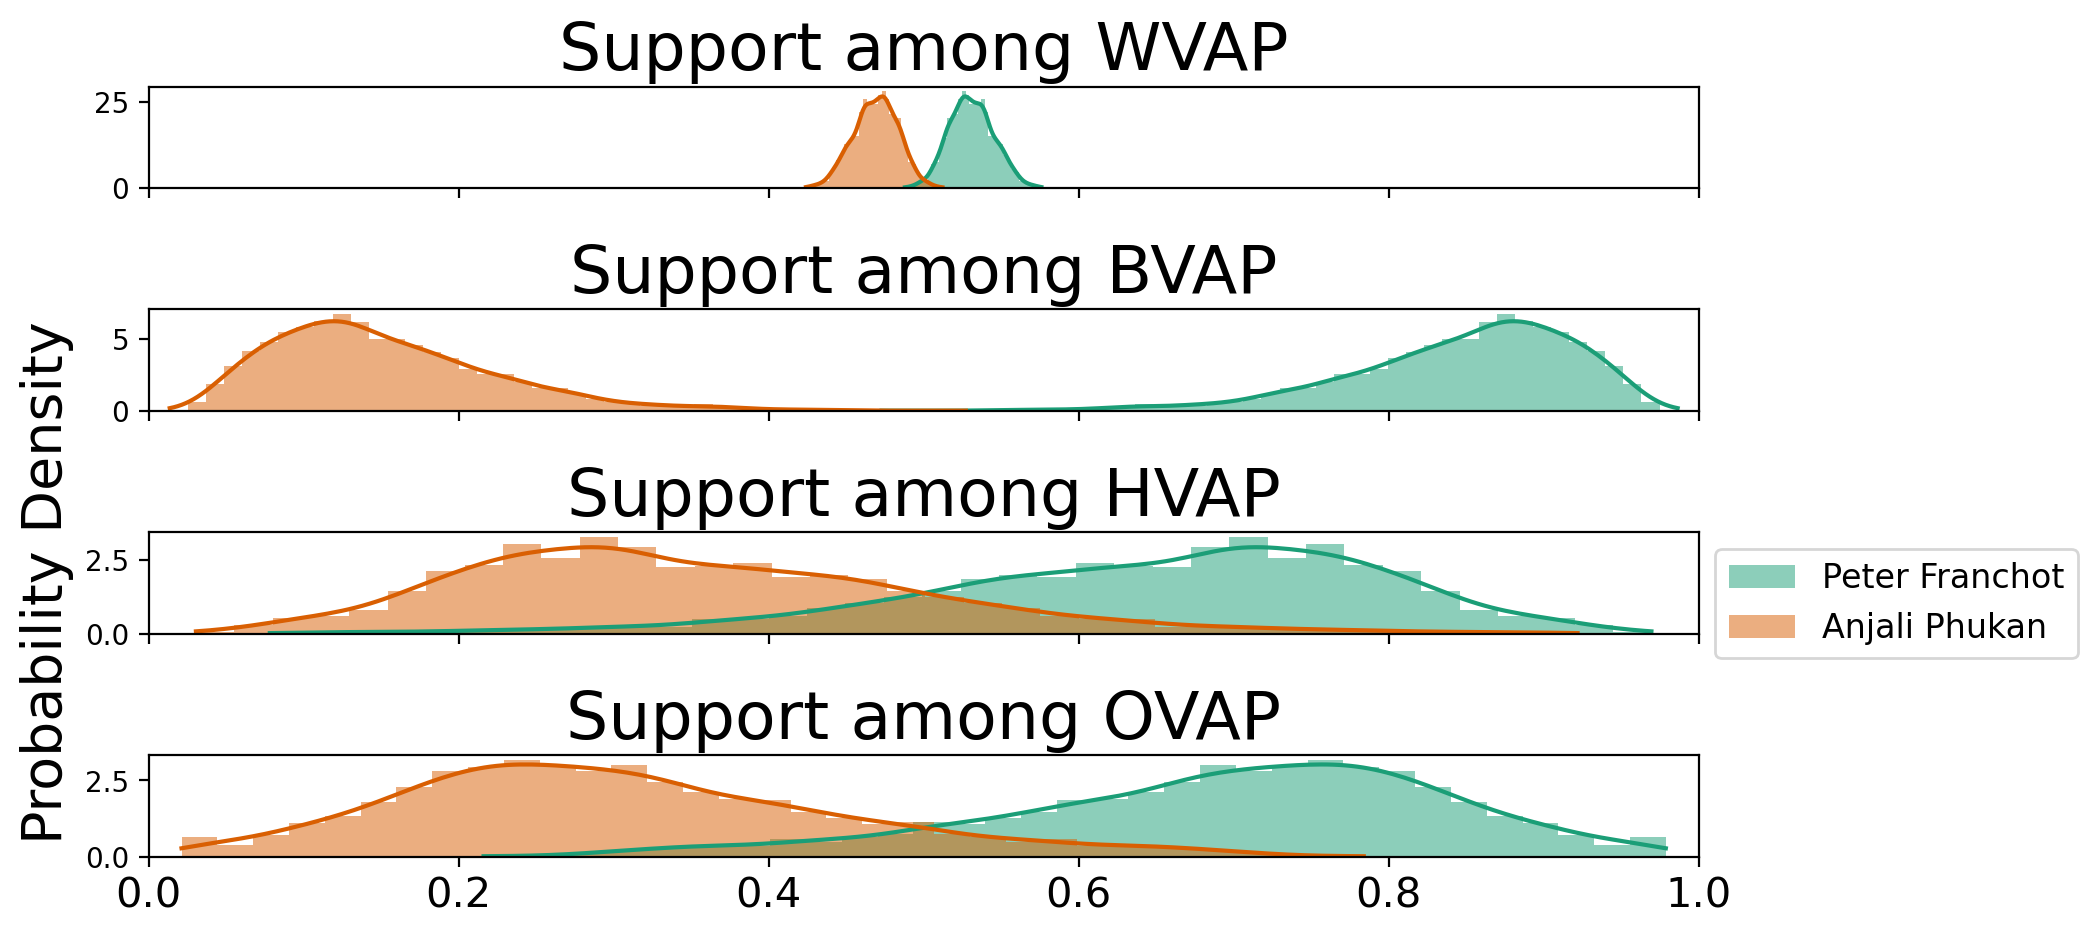 Support among WVAP
25
0
Support among BVAP
5
0
Support among HVAP
2.5
0.0
Support among OVAP
2.5
0.0
0.0 0.2 0.4 0.6 0.8 1.0
Probability Density
Peter Franchot
Anjali Phukan